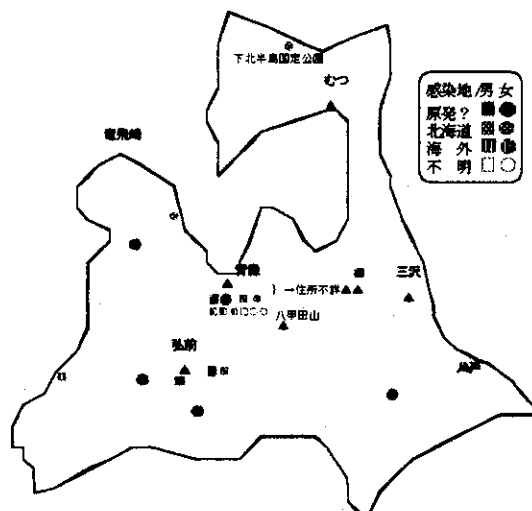 下北半島国定公園
むつ
竜飛崎
感染地/男 女
原発?
北海道
海 外
不 明
青森
}→住所不詳
三沢
八甲田山
弘前